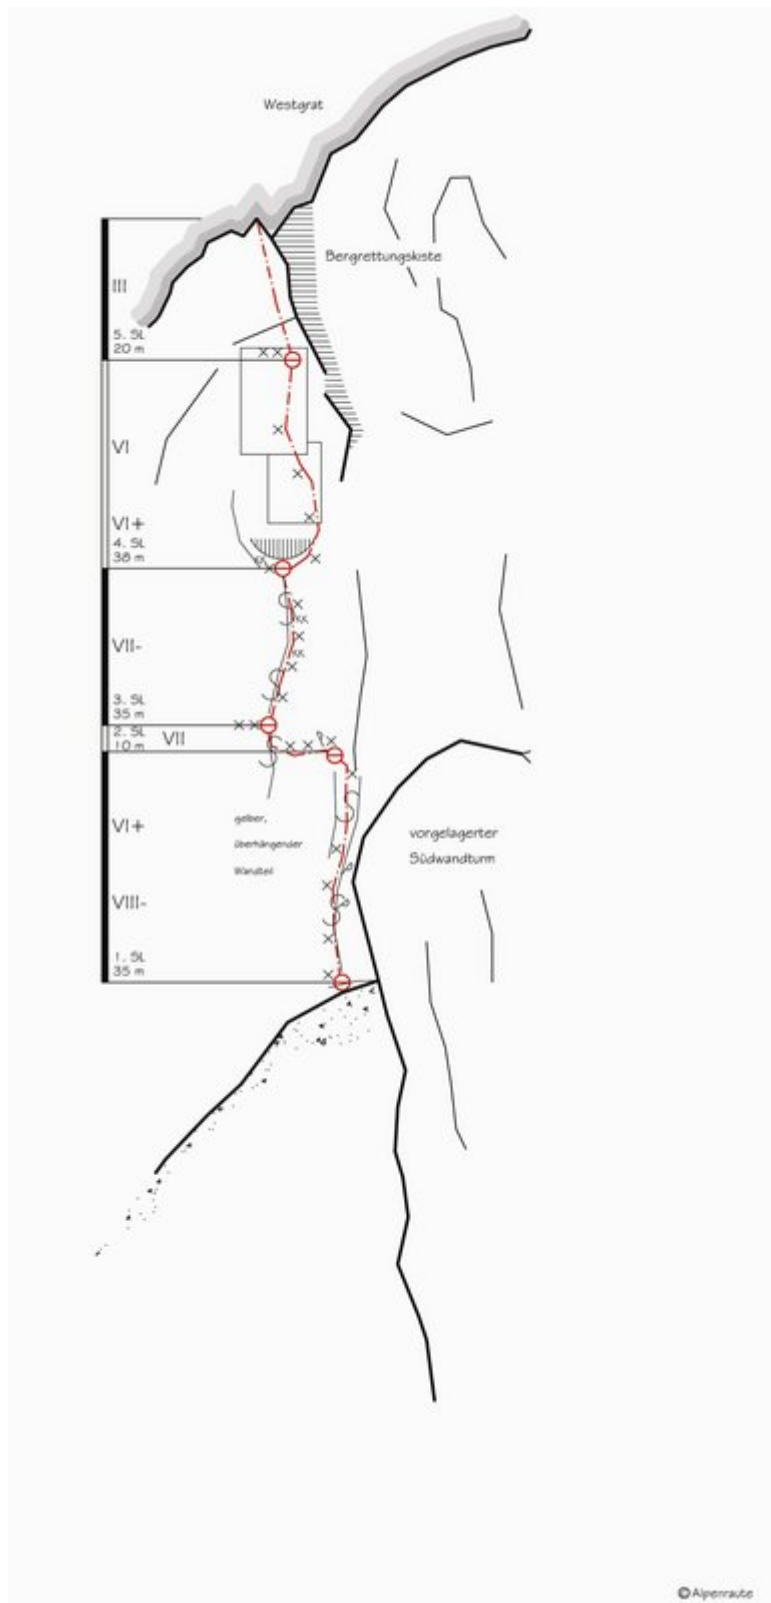 Westgrat
Bergrettungskiste
III
5. SL
20 m
VI
VI+
4. SL
38 m
VII-
3. SL
35 m
2. SL
10 m
VII
VI+
gelber,
überhängender
Wandteil
vorgelagerter
Südwandturm
VIII-
1. SL
35 m
©Alpenraute